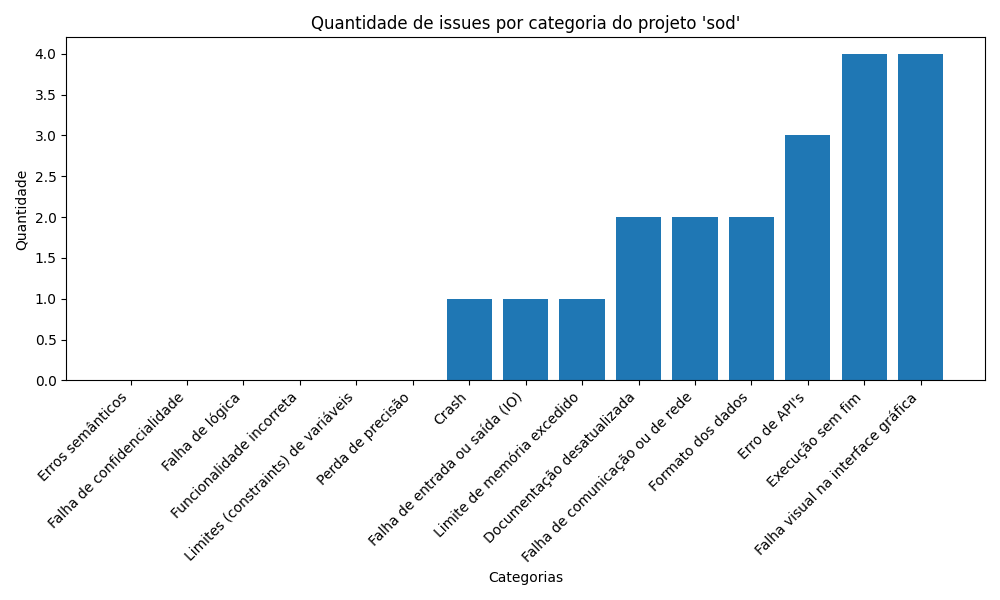 Quantidade de issues por categoria do projeto 'sod'
Quantidade
4.0
3.5
3.0
2.5
2.0
1.5
1.0
0.5
0.0
Erros semânticos
Falha de confidencialidade
Falha de lógica
Funcionalidade incorreta
Limites (constraints) de variáveis
Perda de precisão
Crash
Falha de entrada ou saída (IO)
Limite de memória excedido
Documentação desatualizada
Falha de comunicação ou de rede
Formato dos dados
Erro de API's
Execução sem fim
Falha visual na interface gráfica
Categorias